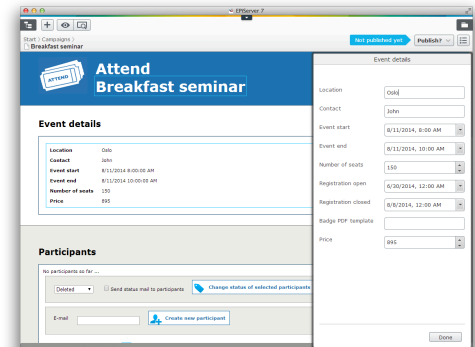 EPiServer 7
Start > Campaigns >
Breakfast seminar
Not published yet
Publish?
ATTEND
Attend
Breakfast seminar
Event details
Location Oslo
Contact John
Event start 8/11/2014 8:00:00 AM
Event end 8/11/2014 10:00:00 AM
Number of seats 150
Price 895
Participants
No participants so far ...
Deleted
Send status mail to participants
Change status of selected participants
E-mail
Create new participant
Event details
Location Oslo
Contact John
Event start 8/11/2014, 8:00 AM
Event end 8/11/2014, 10:00 AM
Number of seats 150
Registration open 6/30/2014, 12:00 AM
Registration closed 8/8/2014, 12:00 AM
Badge PDF template
Price 895
Done